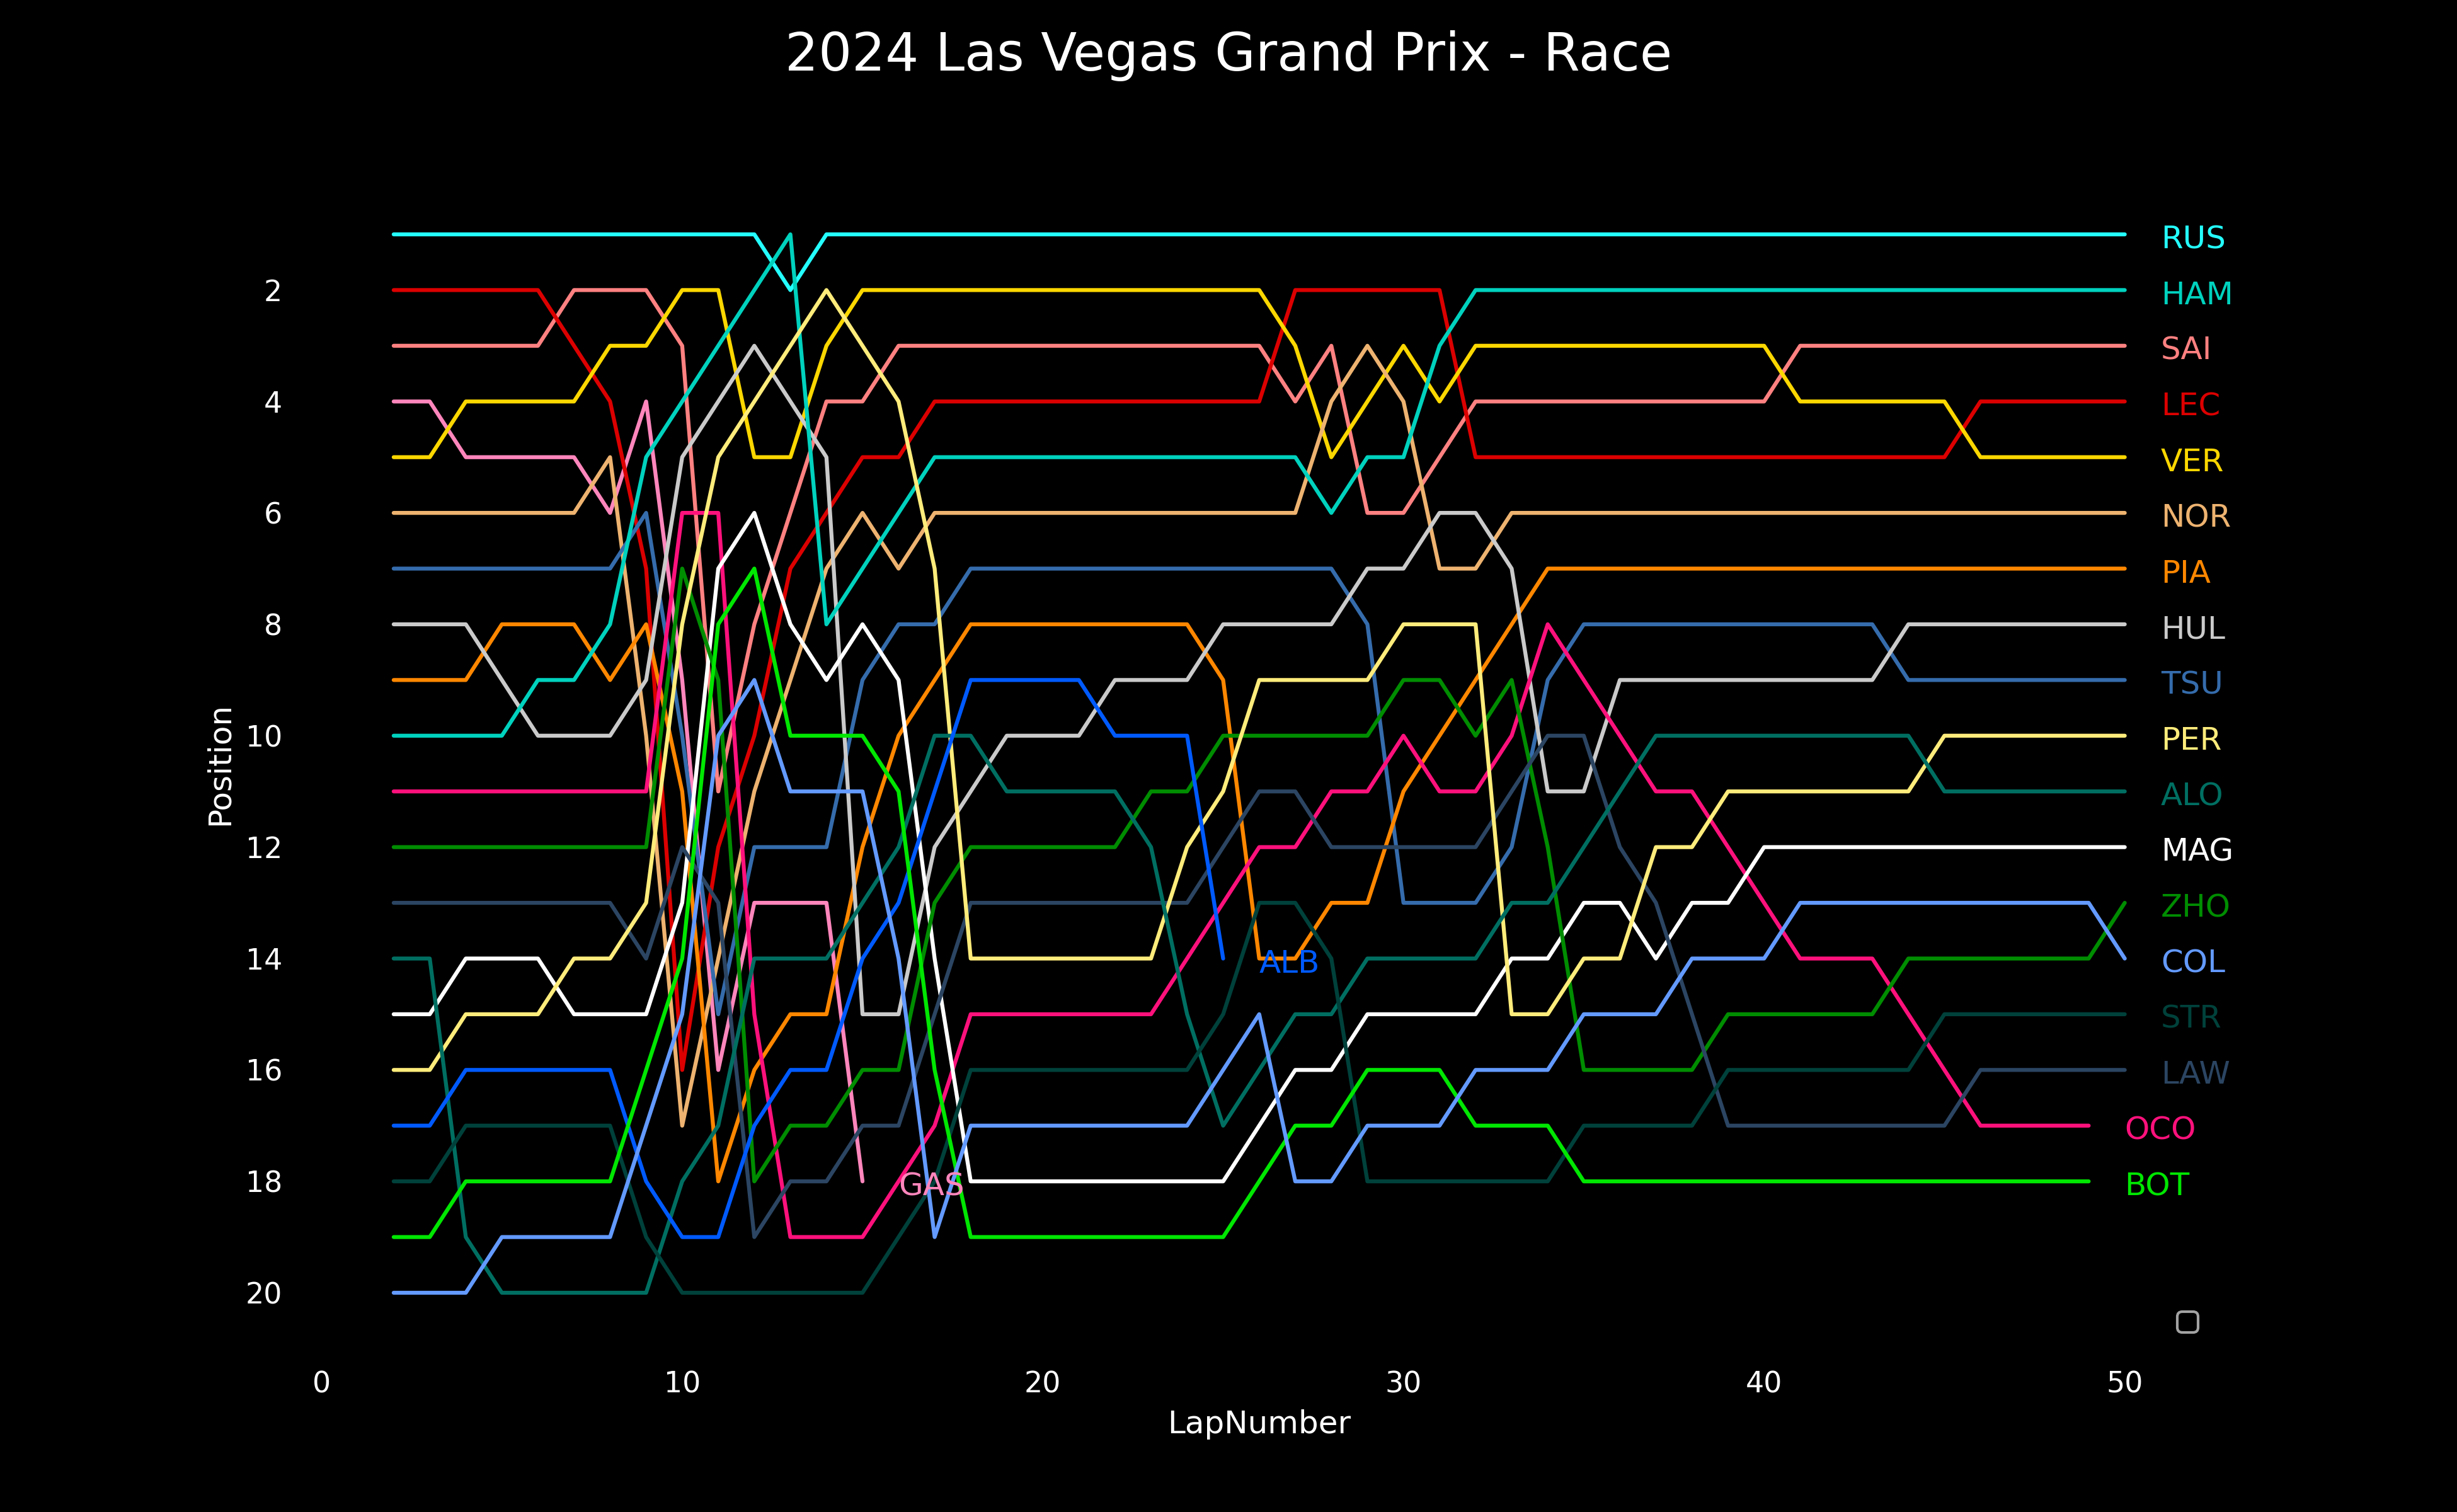 2024 Las Vegas Grand Prix - Race
RUS
2
HAM
SAI
4
LEC
VER
6
NOR
PIA
8
HUL
TSU
Position
10
PER
ALO
12
MAG
ZHO
14
ALB
COL
STR
16
LAW
OCO
18
GAS
BOT
20
0 10 20 30 40 50
LapNumber